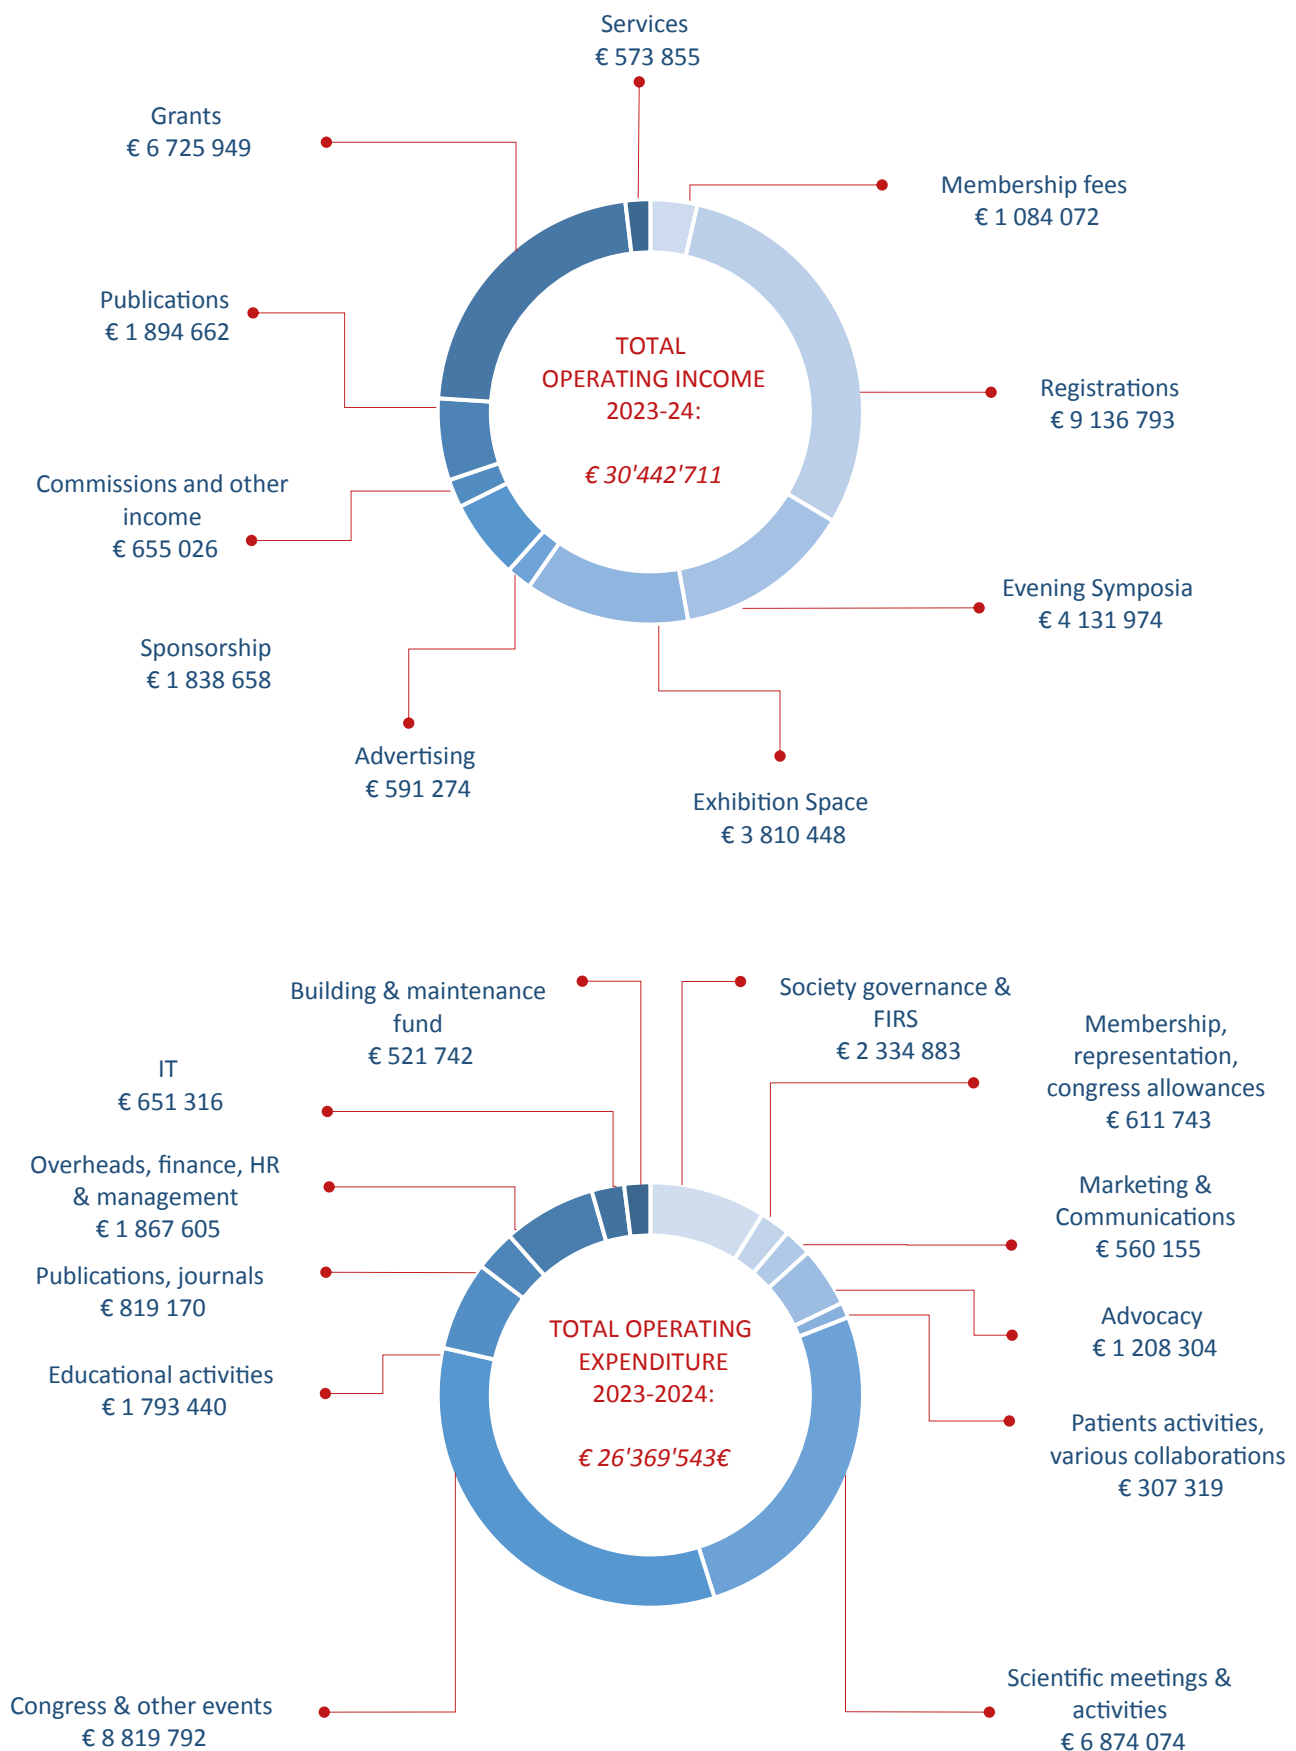 Services
€ 573 855
Grants
€ 6 725 949
Membership fees
€ 1 084 072
Publications
€ 1 894 662
TOTAL
OPERATING INCOME
2023-24:
€ 30'442'711
Registrations
€ 9 136 793
Commissions and other
income
€ 655 026
Evening Symposia
€ 4 131 974
Sponsorship
€ 1 838 658
Advertising
€ 591 274
Exhibition Space
€ 3 810 448
Building & maintenance
fund
€ 521 742
Society governance &
FIRS
€ 2 334 883
Membership,
representation,
congress allowances
€ 611 743
IT
€ 651 316
Overheads, finance, HR
& management
€ 1 867 605
Marketing &
Communications
€ 560 155
Publications, journals
€ 819 170
TOTAL OPERATING
EXPENDITURE
2023-2024:
€ 26'369'543€
Advocacy
€ 1 208 304
Educational activities
€ 1 793 440
Patients activities,
various collaborations
€ 307 319
Congress & other events
€ 8 819 792
Scientific meetings &
activities
€ 6 874 074